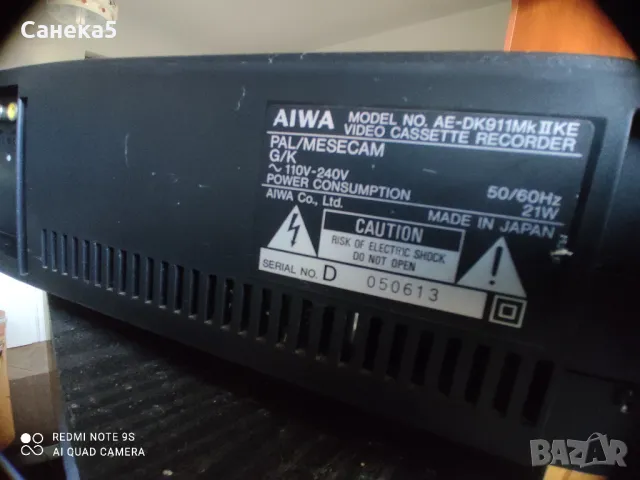 Санека5
AIWA MODEL NO. AE-DK911MkIIKE
VIDEO CASSETTE RECORDER
PAL/MESECAM
G/K
~ 110V-240V 50/60Hz
POWER CONSUMPTION 21W
AIWA Co., Ltd. MADE IN JAPAN
CAUTION
RISK OF ELECTRIC SHOCK
DO NOT OPEN
SERIAL NO. D 050613
REDMI NOTE 9S
AI QUAD CAMERA
BAZAR
bg